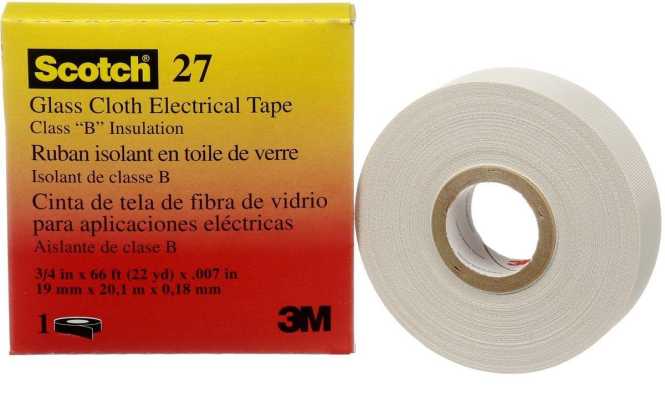 Scotch® 27
Glass Cloth Electrical Tape
Class “B” Insulation
Ruban isolant en toile de verre
Isolant de classe B
Cinta de tela de fibra de vidrio
para aplicaciones eléctricas
Aislante de clase B
3/4 in x 66 ft (22 yd) x .007 in
19 mm x 20,1 m x 0,18 mm
1
3M
3M